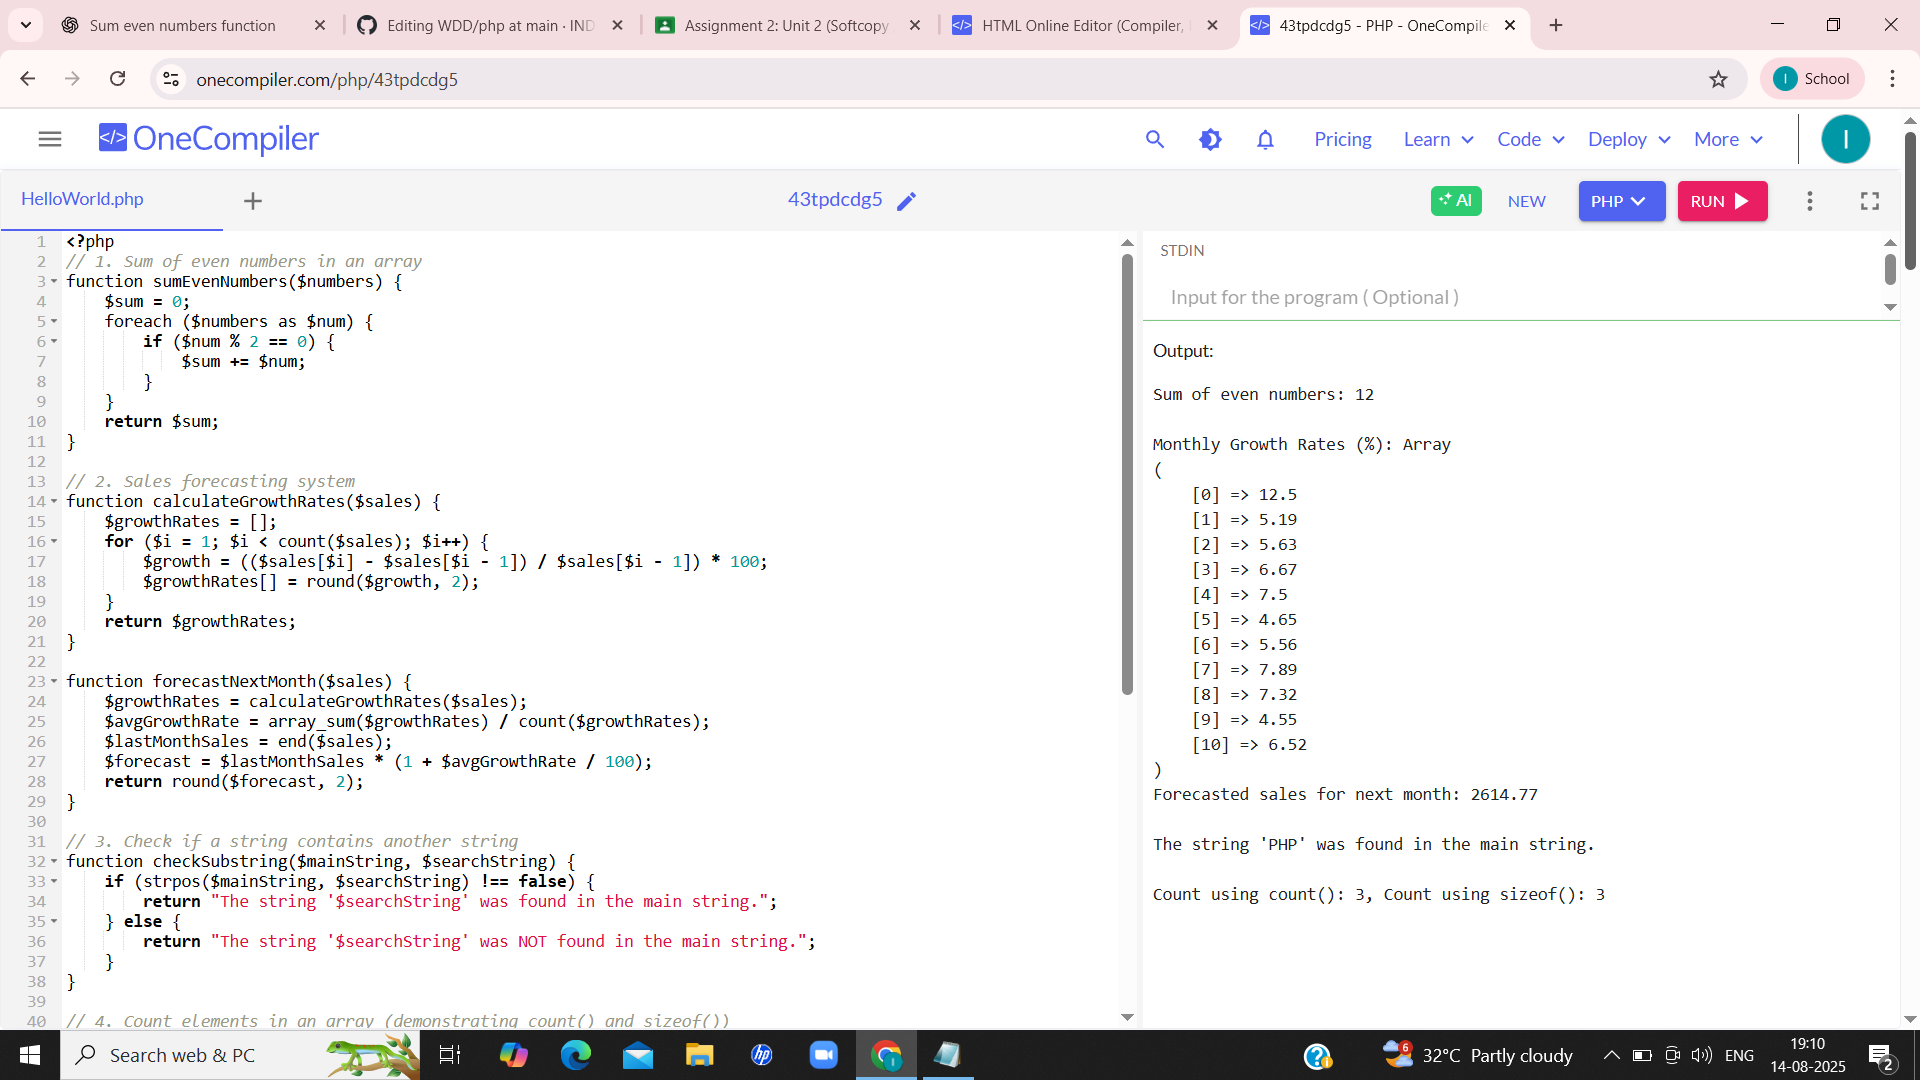 Sum even numbers function
Editing WDD/php at main · IND
Assignment 2: Unit 2 (Softcopy
HTML Online Editor (Compiler,
43tpdcdg5 - PHP - OneCompile
onecompiler.com/php/43tpdcdg5
I School
</> OneCompiler
Pricing Learn Code Deploy More
I
HelloWorld.php
43tpdcdg5
AI NEW PHP RUN
1 <?php
2 // 1. Sum of even numbers in an array
3 function sumEvenNumbers($numbers) {
4 $sum = 0;
5 foreach ($numbers as $num) {
6 if ($num % 2 == 0) {
7 $sum += $num;
8 }
9 }
10 return $sum;
11 }
12
13 // 2. Sales forecasting system
14 function calculateGrowthRates($sales) {
15 $growthRates = [];
16 for ($i = 1; $i < count($sales); $i++) {
17 $growth = (($sales[$i] - $sales[$i - 1]) / $sales[$i - 1]) * 100;
18 $growthRates[] = round($growth, 2);
19 }
20 return $growthRates;
21 }
22
23 function forecastNextMonth($sales) {
24 $growthRates = calculateGrowthRates($sales);
25 $avgGrowthRate = array_sum($growthRates) / count($growthRates);
26 $lastMonthSales = end($sales);
27 $forecast = $lastMonthSales * (1 + $avgGrowthRate / 100);
28 return round($forecast, 2);
29 }
30
31 // 3. Check if a string contains another string
32 function checkSubstring($mainString, $searchString) {
33 if (strpos($mainString, $searchString) !== false) {
34 return "The string '$searchString' was found in the main string.";
35 } else {
36 return "The string '$searchString' was NOT found in the main string.";
37 }
38 }
39
40 // 4. Count elements in an array (demonstrating count() and sizeof())
STDIN
Input for the program ( Optional )
Output:
Sum of even numbers: 12
Monthly Growth Rates (%): Array
(
[0] => 12.5
[1] => 5.19
[2] => 5.63
[3] => 6.67
[4] => 7.5
[5] => 4.65
[6] => 5.56
[7] => 7.89
[8] => 7.32
[9] => 4.55
[10] => 6.52
)
Forecasted sales for next month: 2614.77
The string 'PHP' was found in the main string.
Count using count(): 3, Count using sizeof(): 3
Search web & PC
hp
6
32°C Partly cloudy
ENG
19:10
14-08-2025
2